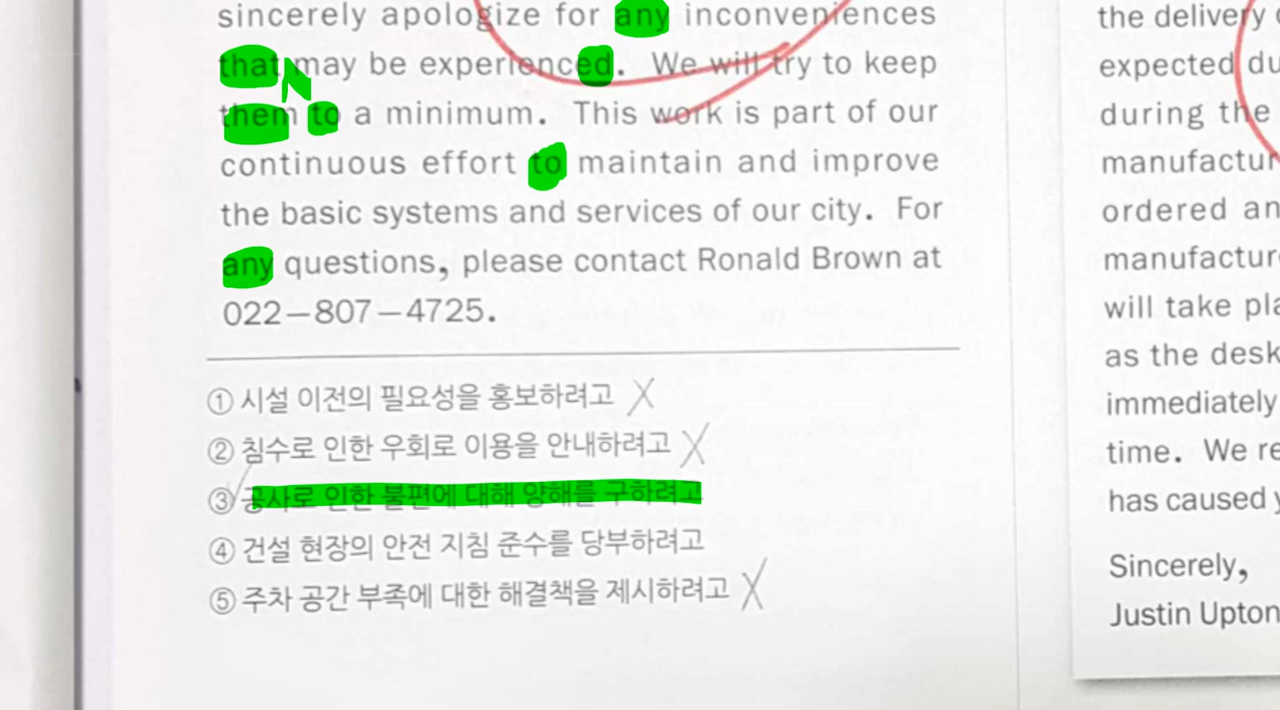 sincerely apologize for any inconveniences
that may be experienced. We will try to keep
them to a minimum. This work is part of our
continuous effort to maintain and improve
the basic systems and services of our city. For
any questions, please contact Ronald Brown at
022-807-4725.
① 시설 이전의 필요성을 홍보하려고
② 침수로 인한 우회로 이용을 안내하려고
③ 공사로 인한 불편에 대해 양해를 구하려고
④ 건설 현장의 안전 지침 준수를 당부하려고
⑤ 주차 공간 부족에 대한 해결책을 제시하려고
the delivery
expected du
during the
manufactur
ordered an
manufactur
will take pla
as the desk
immediately
time. We re
has caused y
Sincerely,
Justin Upton